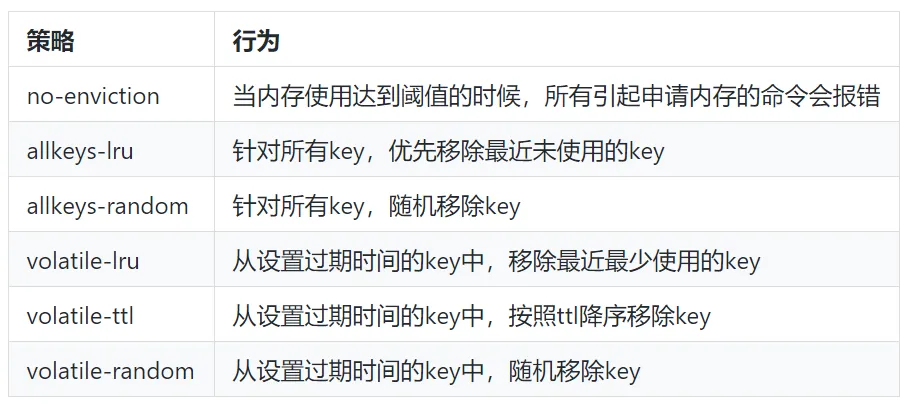 策略 行为
no-enviction 当内存使用达到阈值的时候，所有引起申请内存的命令会报错
allkeys-lru 针对所有key，优先移除最近未使用的key
allkeys-random 针对所有key，随机移除key
volatile-lru 从设置过期时间的key中，移除最近最少使用的key
volatile-ttl 从设置过期时间的key中，按照ttl降序移除key
volatile-random 从设置过期时间的key中，随机移除key